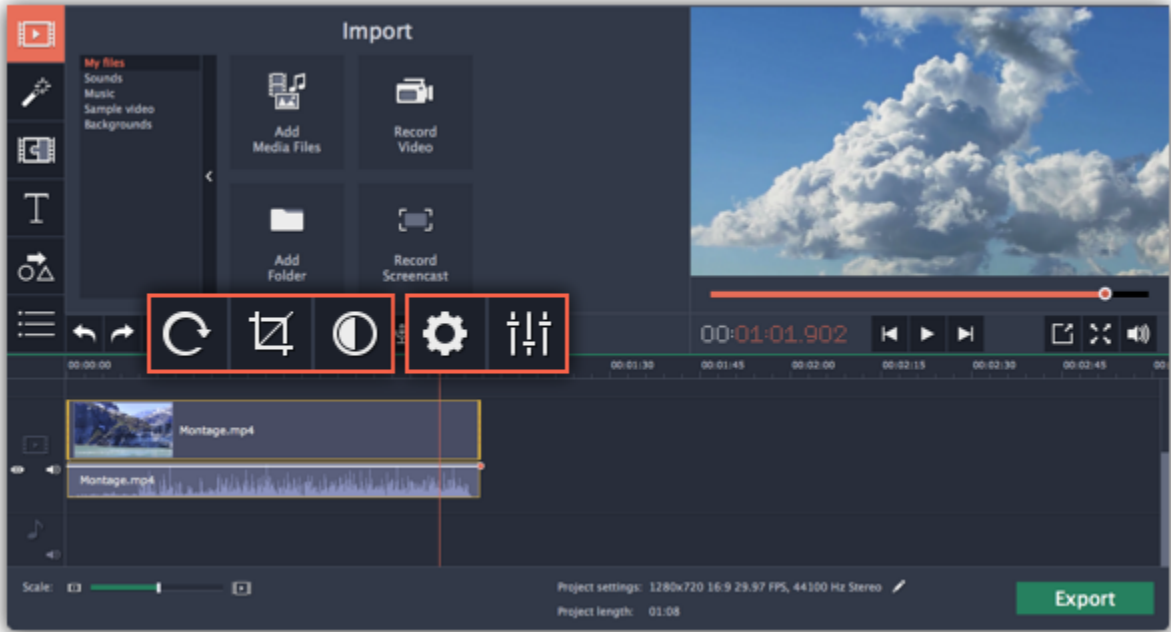 Import
My files
Sounds
Music
Sample video
Backgrounds
Add
Media Files
Record
Video
Add
Folder
Record
Screencast
T
00:01:01.902
00:00:00
00:01:30
00:01:45
00:02:00
00:02:15
00:02:30
00:02:45
00:
Montage.mp4
Montage.mp4
Scale:
Project settings: 1280x720 16:9 29.97 FPS, 44100 Hz Stereo
Project length: 01:08
Export